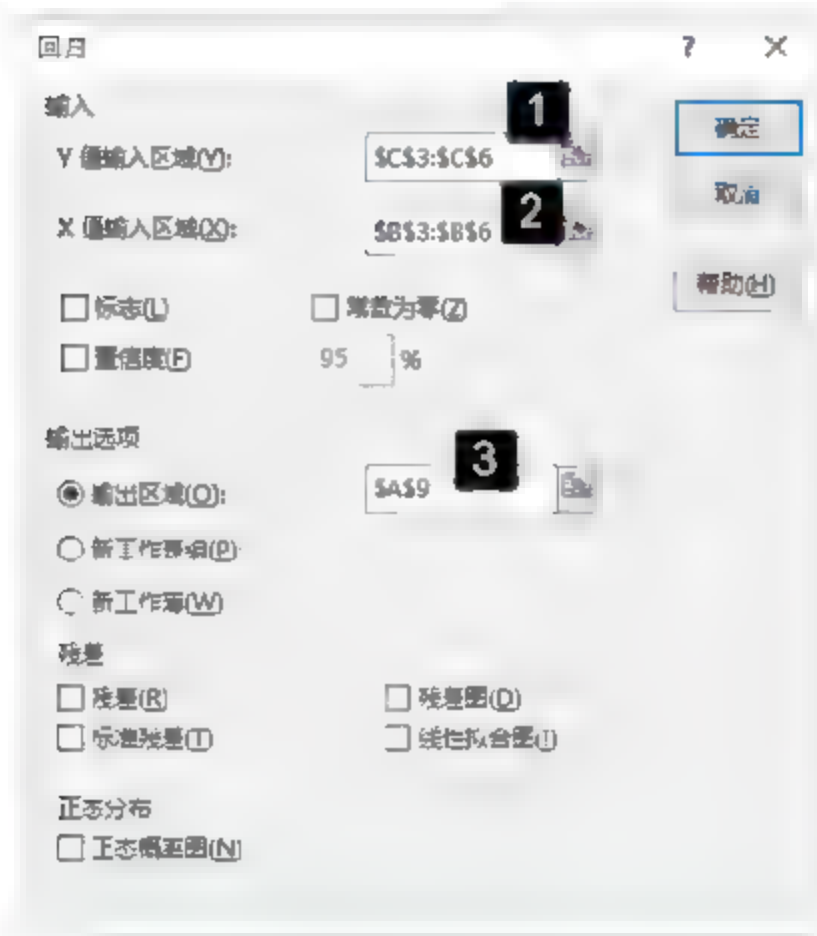 回归 ?
输入
1
Y 值输入区域(Y): $C$3:$C$6
确定
2
X 值输入区域(X): $B$3:$B$6
取消
帮助(H)
标志(L) 常数为零(Z)
置信度(F) 95 %
输出选项
3
输出区域(O): $A$9
新工作表组(P)
新工作簿(W)
残差
残差(R) 残差图(D)
标准残差(T) 线性拟合图(I)
正态分布
正态概率图(N)